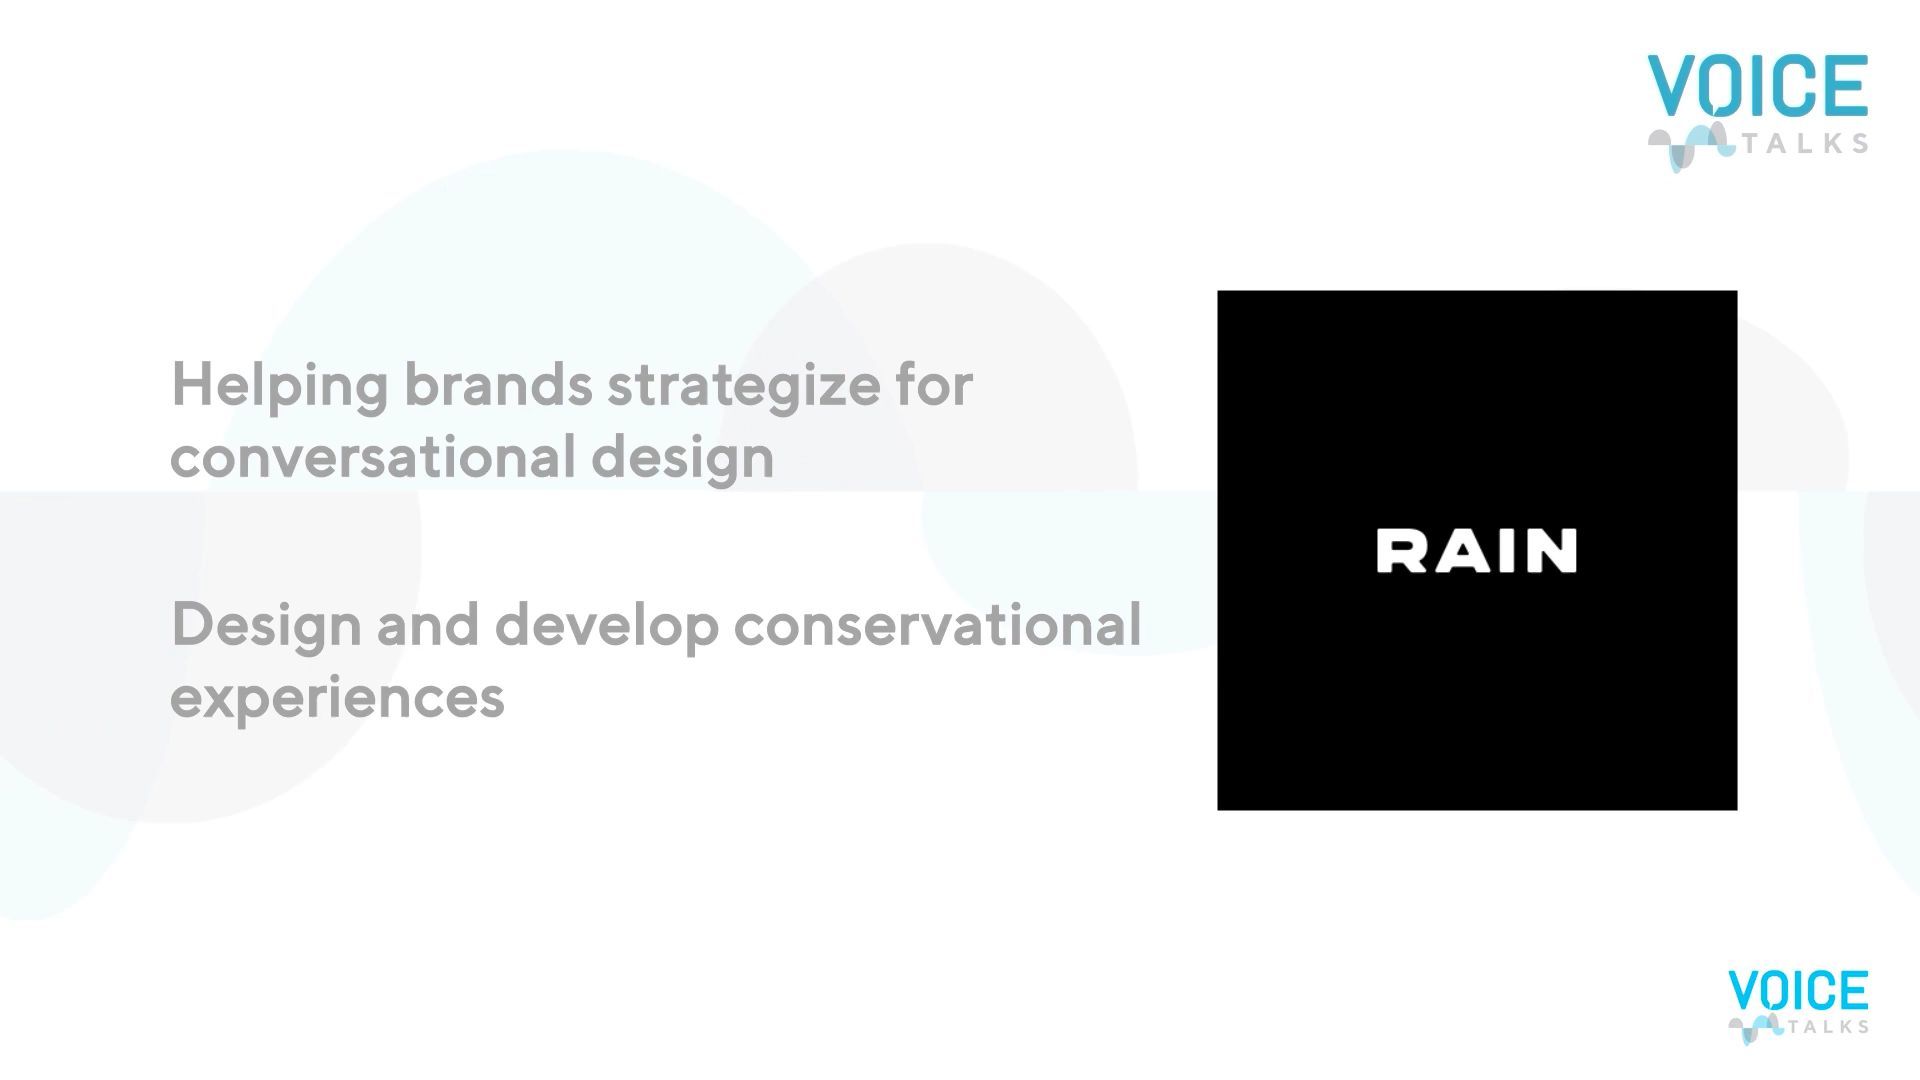 VOICE
TALKS
Helping brands strategize for
conversational design
RAIN
Design and develop conservational
experiences
VOICE
TALKS